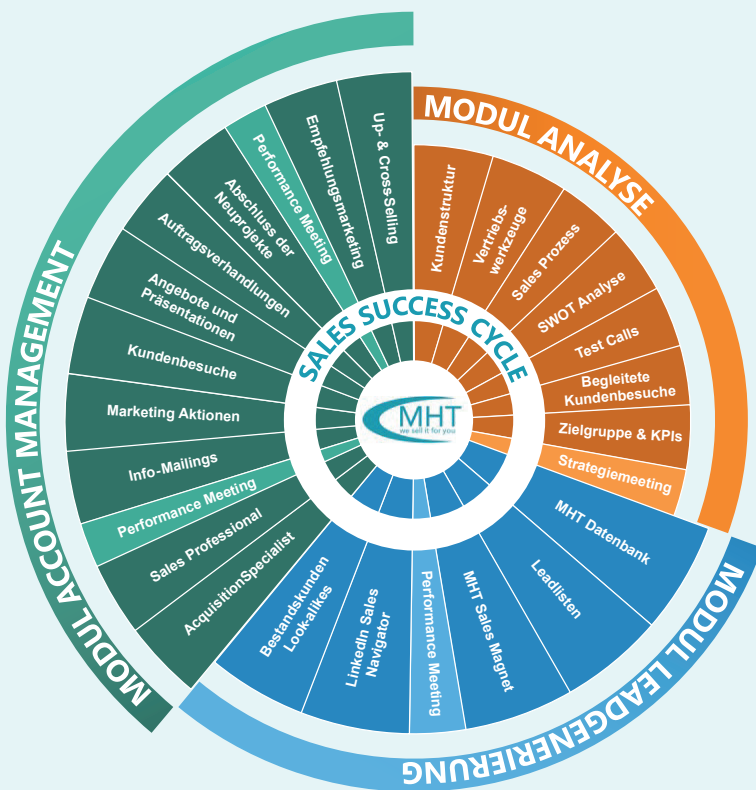 MODUL ANALYSE
Kundenstruktur
Vertriebs-
werkzeuge
Sales Prozess
SWOT Analyse
Test Calls
Begleitete
Kundenbesuche
Zielgruppe & KPIs
Strategiemeeting
MODUL LEADGENERIERUNG
MHT Datenbank
Leadlisten
MHT Sales Magnet
Performance Meeting
LinkedIn Sales
Navigator
Bestandskunden
Look-alikes
MODUL ACCOUNT MANAGEMENT
AcquisitionSpecialist
Sales Professional
Performance Meeting
Info-Mailings
Marketing Aktionen
Kundenbesuche
Angebote und
Präsentationen
Auftragsverhandlungen
Abschluss der
Neuprojekte
Performance Meeting
Empfehlungsmarketing
Up- & Cross-Selling
SALES SUCCESS CYCLE
MHT
we sell it for you